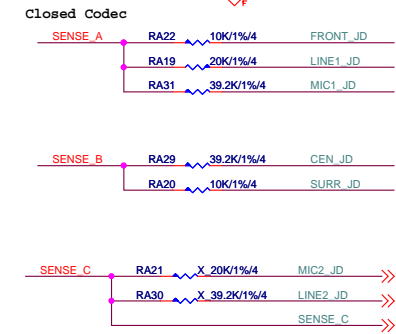 F
Closed Codec
SENSE_A RA22 10K/1%/4 FRONT_JD
RA19 20K/1%/4 LINE1_JD
RA31 39.2K/1%/4 MIC1_JD
SENSE_B RA29 39.2K/1%/4 CEN_JD
RA20 10K/1%/4 SURR_JD
SENSE_C RA21 X_20K/1%/4 MIC2_JD
RA30 X_39.2K/1%/4 LINE2_JD
SENSE_C